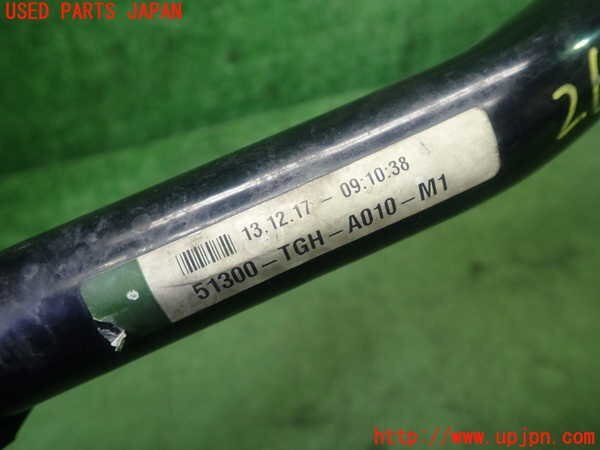 USED PARTS JAPAN
13.12.17 - 09:10:38
51300-TGH-A010-M1
http://www.upjpn.com/